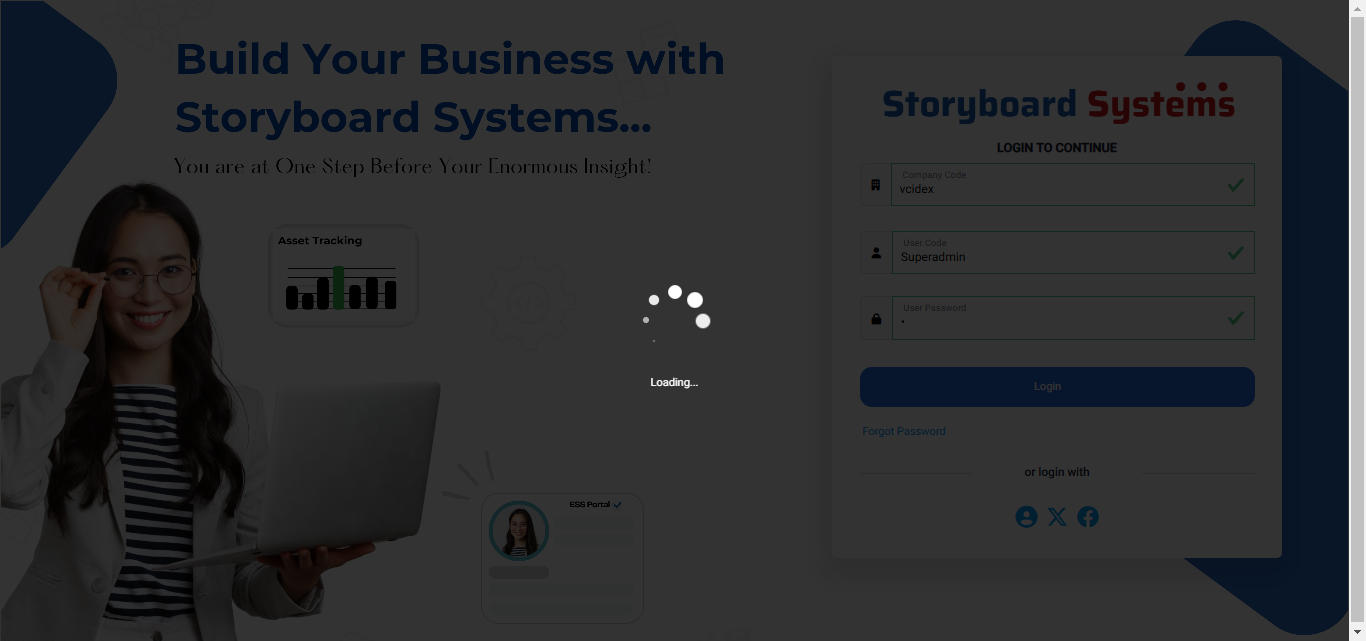 Build Your Business with
Storyboard Systems...
You are at One Step Before Your Enormous Insight!
Asset Tracking
ESS Portal
Loading...
Storyboard Systems
LOGIN TO CONTINUE
Company Code
vcidex
User Code
Superadmin
User Password
Login
Forgot Password
or login with